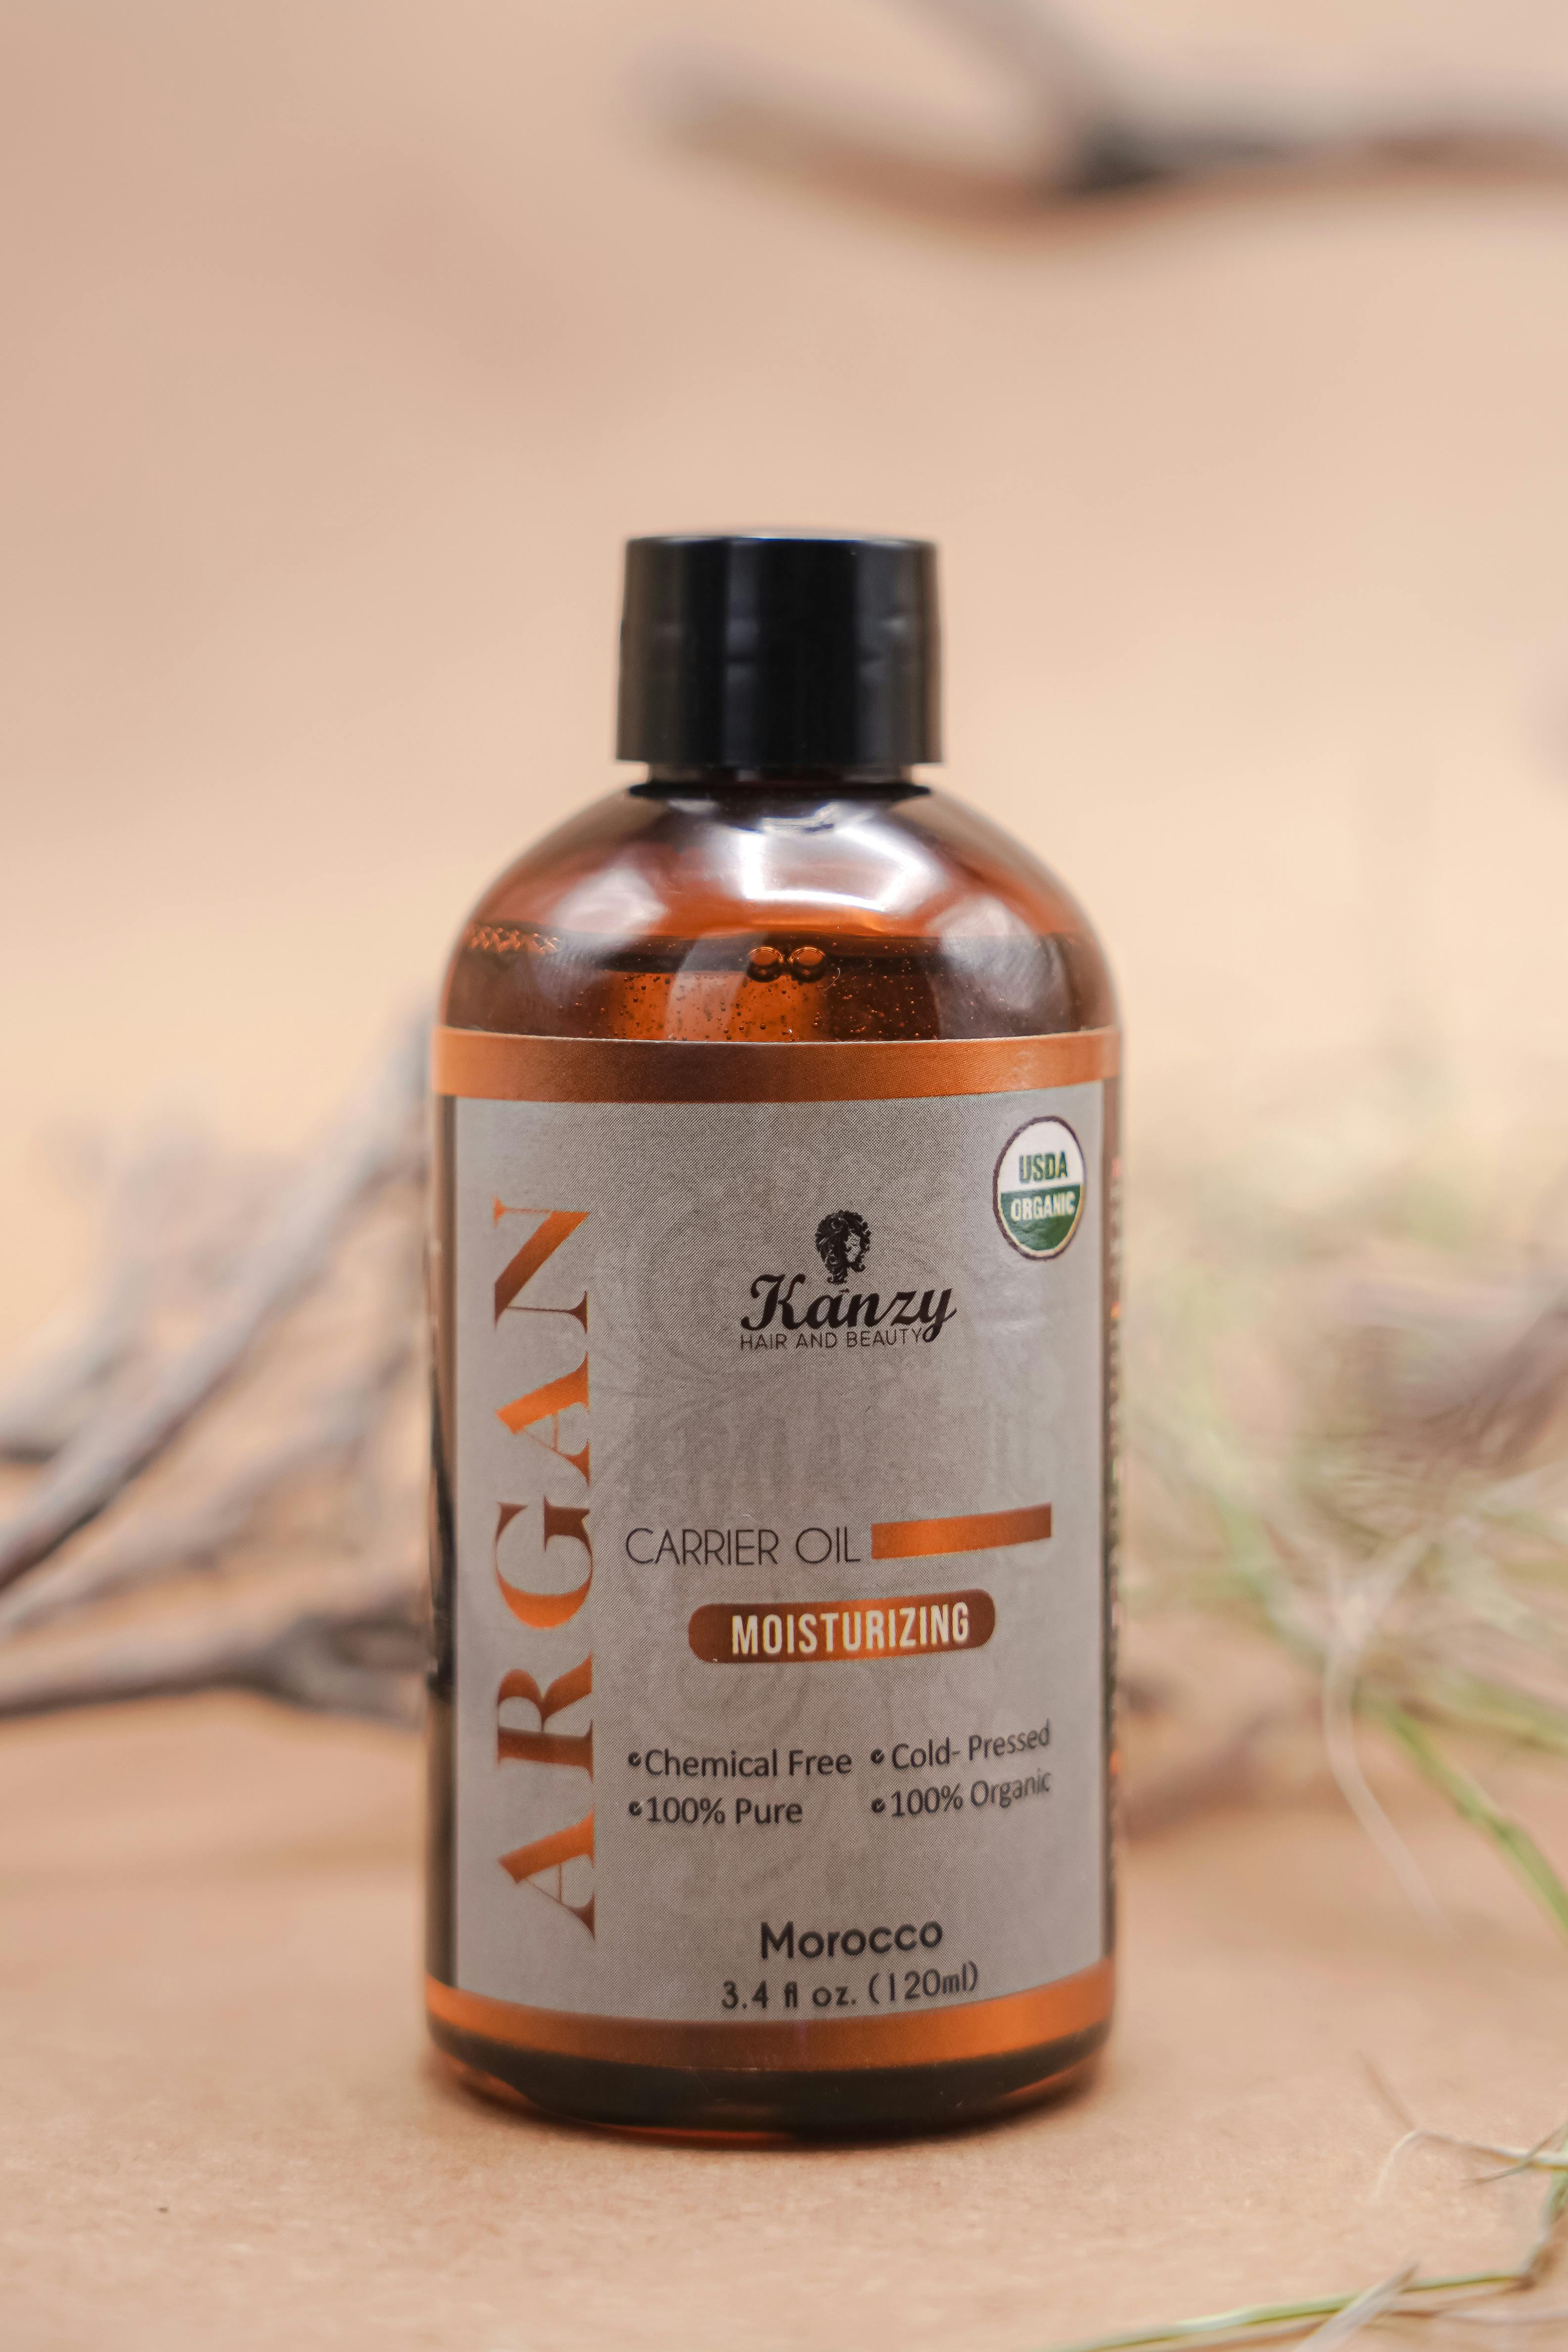 USDA
ORGANIC
Kanzy
HAIR AND BEAUTY
ARGAN
CARRIER OIL
MOISTURIZING
Chemical Free
Cold- Pressed
100% Pure
100% Organic
Morocco
3.4 fl oz. (120ml)